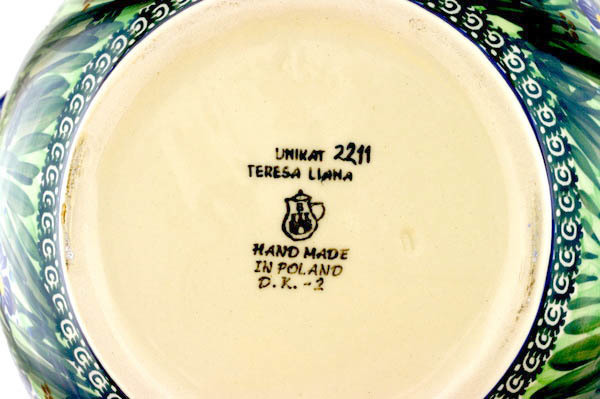 UNIKAT 2211
TERESA LIANA
B
HAND MADE
IN POLAND
D.K.-2